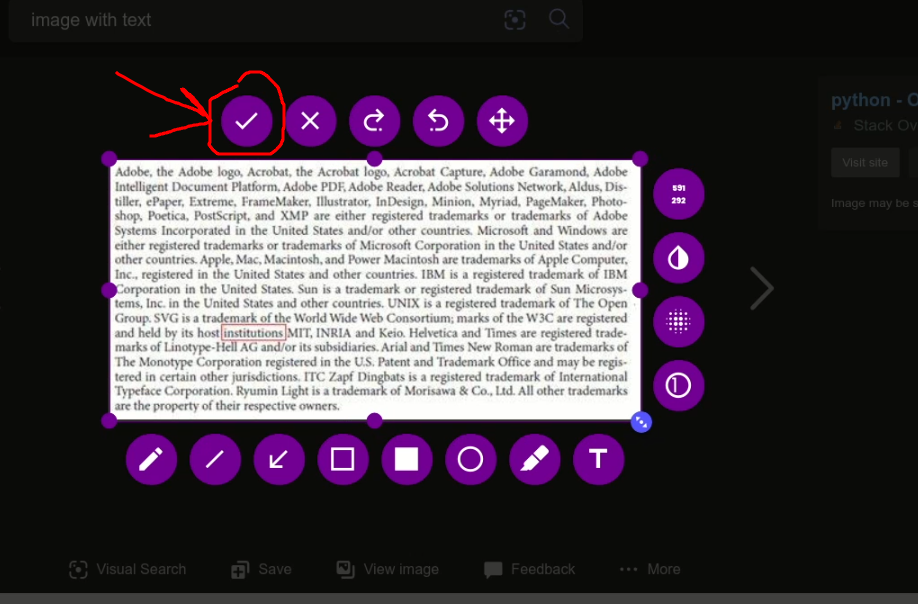 image with text
python - C
Stack Ov
Visit site
Image may be s
Adobe, the Adobe logo, Acrobat, the Acrobat logo, Acrobat Capture, Adobe Garamond, Adobe
Intelligent Document Platform, Adobe PDF, Adobe Reader, Adobe Solutions Network, Aldus, Dis-
tiller, ePaper, Extreme, FrameMaker, Illustrator, InDesign, Minion, Myriad, PageMaker, Photo-
shop, Poetica, PostScript, and XMP are either registered trademarks or trademarks of Adobe
Systems Incorporated in the United States and/or other countries. Microsoft and Windows are
either registered trademarks or trademarks of Microsoft Corporation in the United States and/or
other countries. Apple, Mac, Macintosh, and Power Macintosh are trademarks of Apple Computer,
Inc., registered in the United States and other countries. IBM is a registered trademark of IBM
Corporation in the United States. Sun is a trademark or registered trademark of Sun Microsys-
tems, Inc. in the United States and other countries. UNIX is a registered trademark of The Open
Group. SVG is a trademark of the World Wide Web Consortium; marks of the W3C are registered
and held by its host institutions MIT, INRIA and Keio. Helvetica and Times are registered trade-
marks of Linotype-Hell AG and/or its subsidiaries. Arial and Times New Roman are trademarks of
The Monotype Corporation registered in the U.S. Patent and Trademark Office and may be regis-
tered in certain other jurisdictions. ITC Zapf Dingbats is a registered trademark of International
Typeface Corporation. Ryumin Light is a trademark of Morisawa & Co., Ltd. All other trademarks
are the property of their respective owners.
591
292
T
Visual Search
Save
View image
Feedback
More